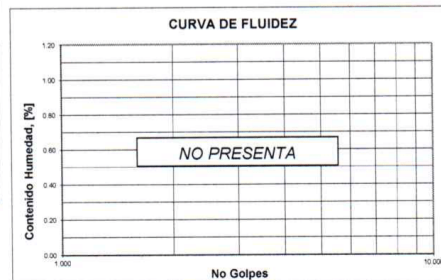 CURVA DE FLUIDEZ
1.20
1.00
0.80
0.60
0.40
0.20
0.00
Contenido Humedad, [%]
NO PRESENTA
1.000
10.000
No Golpes